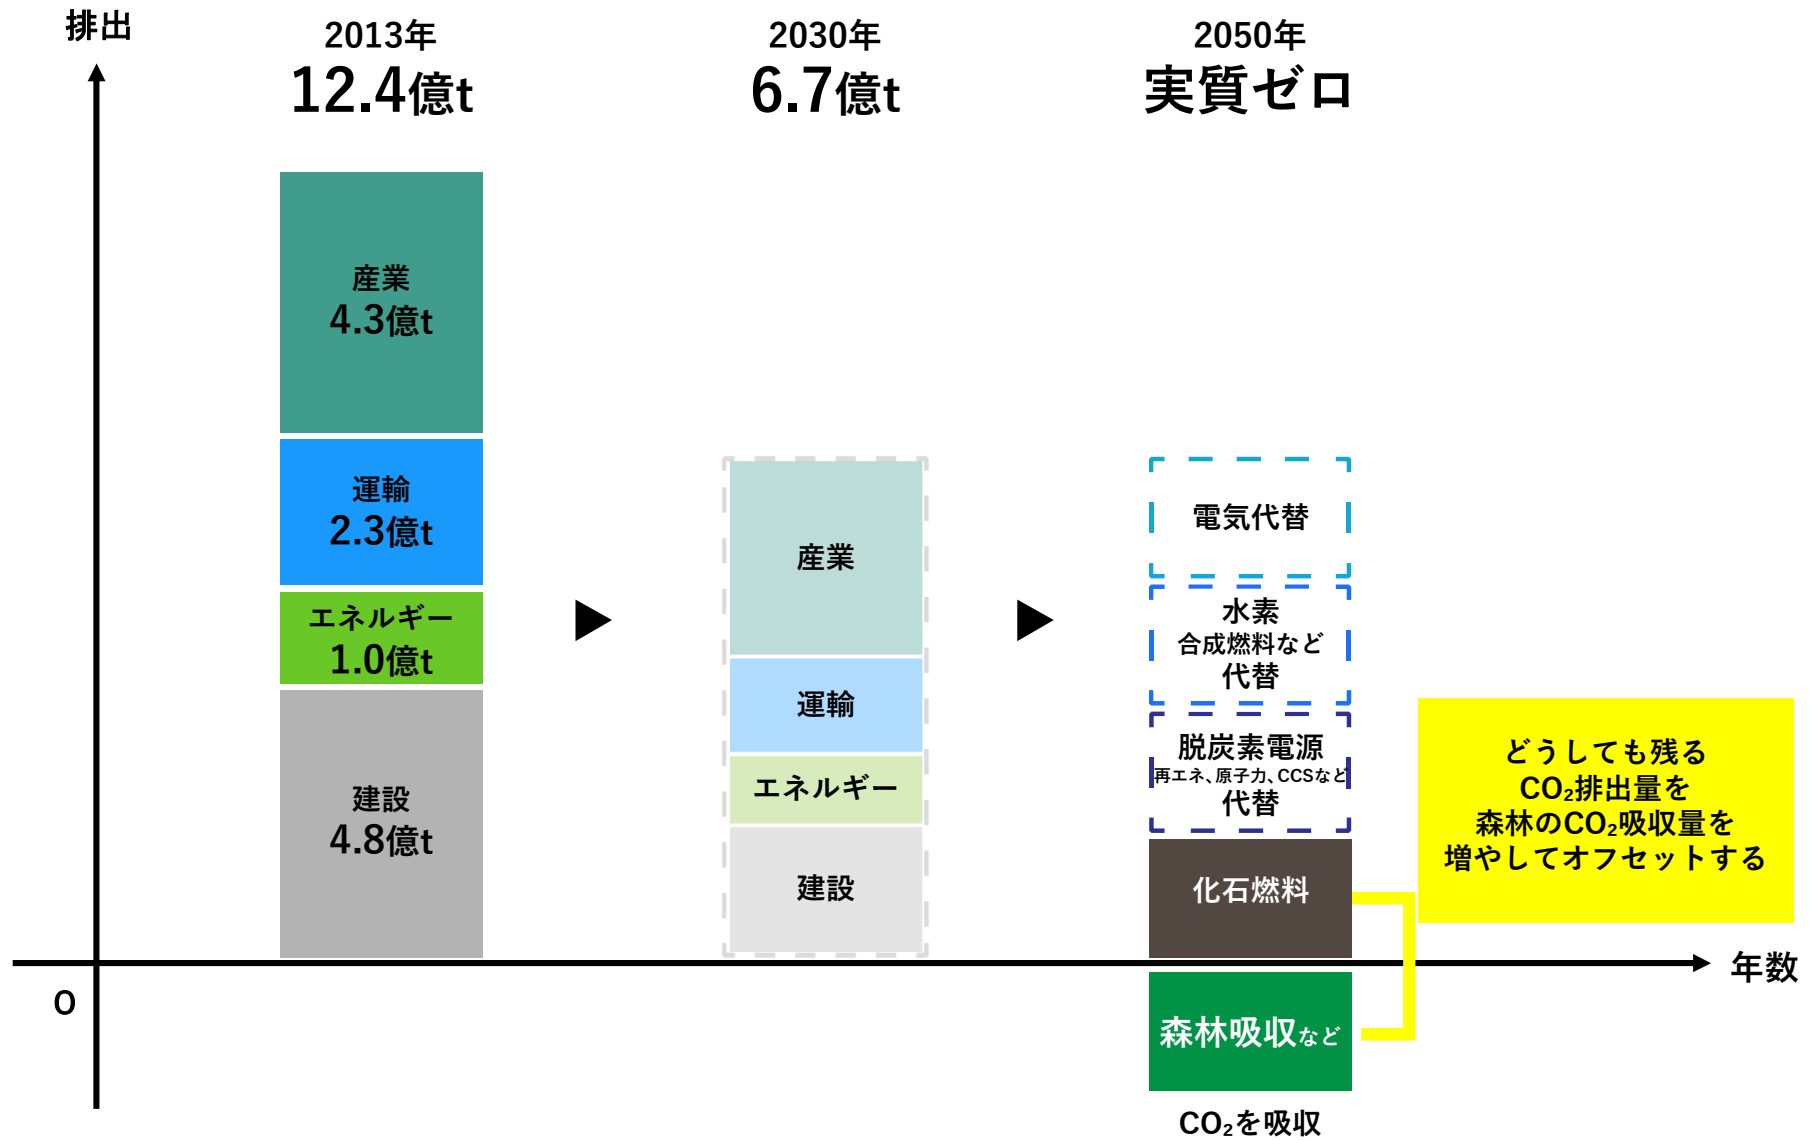 排出
2013年
12.4億t
2030年
6.7億t
2050年
実質ゼロ
産業
4.3億t
運輸
2.3億t
エネルギー
1.0億t
建設
4.8億t
産業
運輸
エネルギー
建設
電気代替
水素
合成燃料など
代替
脱炭素電源
再エネ、原子力、CCSなど
代替
化石燃料
森林吸収など
CO₂を吸収
どうしても残る
CO₂排出量を
森林のCO₂吸収量を
増やしてオフセットする
年数
O